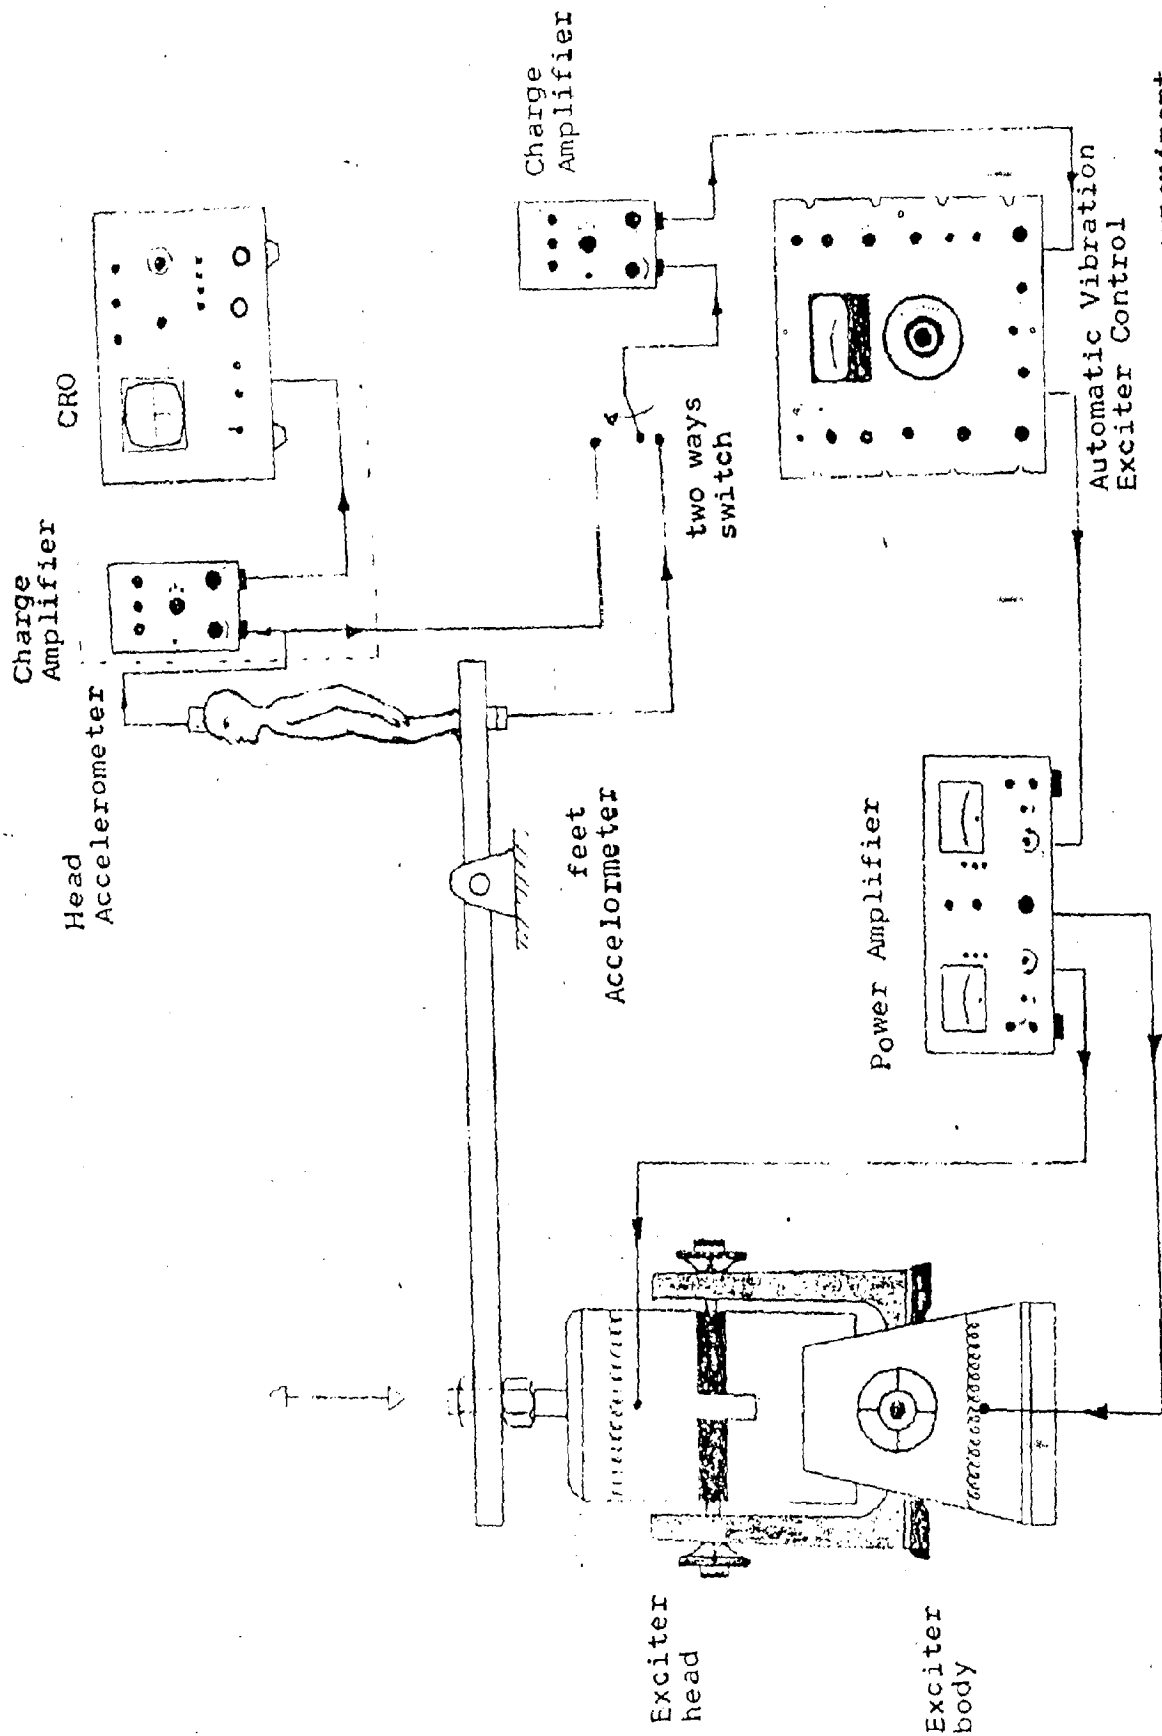 CRO
Charge
Amplifier
Head
Accelerometer
Charge
Amplifier
two ways
switch
feet
Accelormeter
Automatic Vibration
Exciter Control
Power Amplifier
Exciter
head
Exciter
body